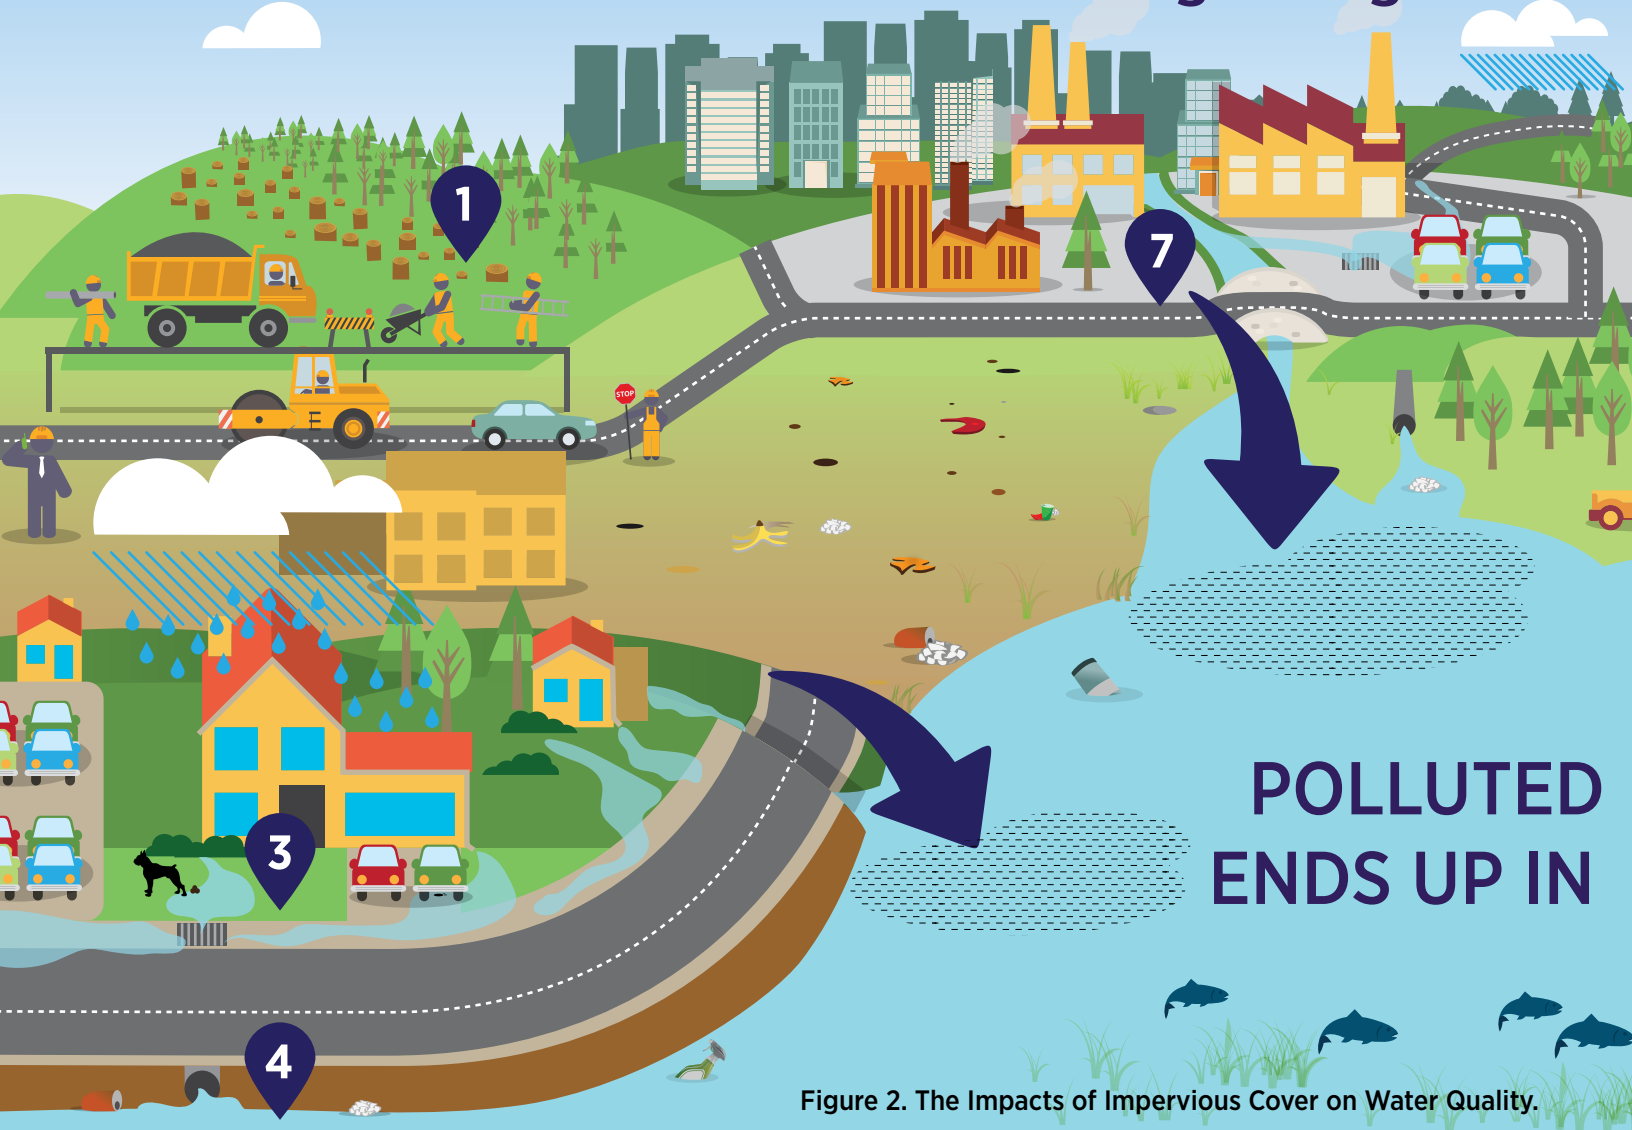 1
7
STOP
POLLUTED
ENDS UP IN
3
4
Figure 2. The Impacts of Impervious Cover on Water Quality.